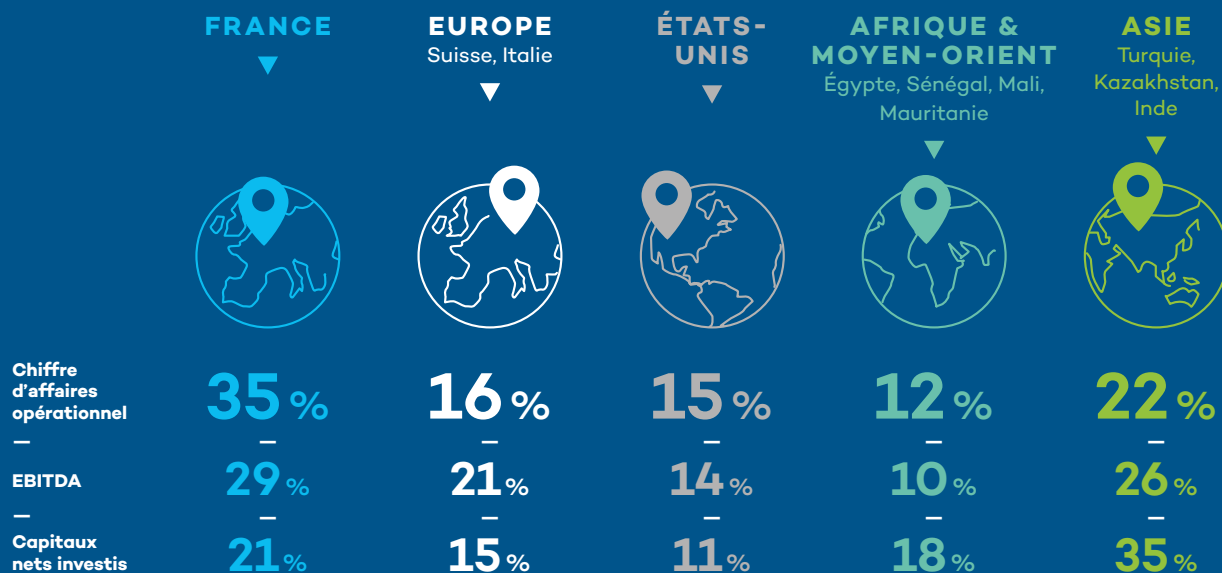 FRANCE
EUROPE
Suisse, Italie
ÉTATS-
UNIS
AFRIQUE &
MOYEN-ORIENT
Égypte, Sénégal, Mali,
Mauritanie
ASIE
Turquie,
Kazakhstan,
Inde
Chiffre
d'affaires
opérationnel
35 % 16 % 15 % 12 % 22 %
— — — — — —
EBITDA 29 % 21 % 14 % 10 % 26 %
— — — — — —
Capitaux
nets investis 21 % 15 % 11 % 18 % 35 %